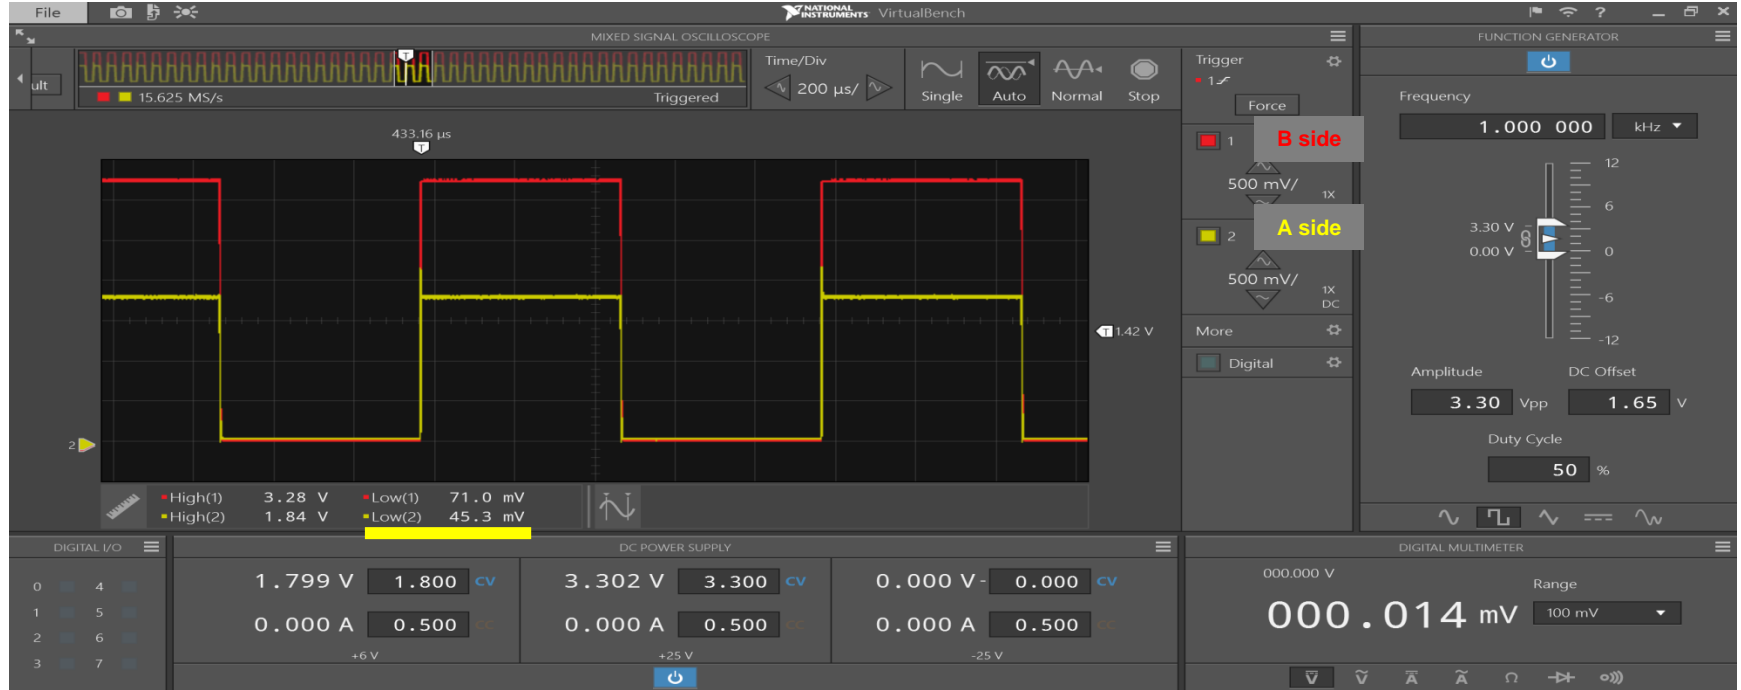 File
NATIONAL INSTRUMENTS VirtualBench
?
MIXED SIGNAL OSCILLOSCOPE
FUNCTION GENERATOR
ult
15.625 MS/s
Triggered
Time/Div
200 µs/
Single
Auto
Normal
Stop
Trigger
1
Force
Frequency
1.000 000
kHz
433.16 µs
T
1
B side
500 mV/
1X
2
A side
500 mV/
1X
DC
12
6
0
-6
-12
3.30 V
0.00 V
T 1.42 V
More
Digital
Amplitude
DC Offset
3.30 Vpp
1.65 V
Duty Cycle
50 %
2
High(1) 3.28 V Low(1) 71.0 mV
High(2) 1.84 V Low(2) 45.3 mV
DIGITAL I/O
DC POWER SUPPLY
DIGITAL MULTIMETER
0 4
1 5
2 6
3 7
1.799 V 1.800 CV
3.302 V 3.300 CV
0.000 V- 0.000 CV
0.000 A 0.500 CC
0.000 A 0.500 CC
0.000 A 0.500 CC
+6 V
+25 V
-25 V
000.000 V
Range
000.014 mV
100 mV
V V A A Ω